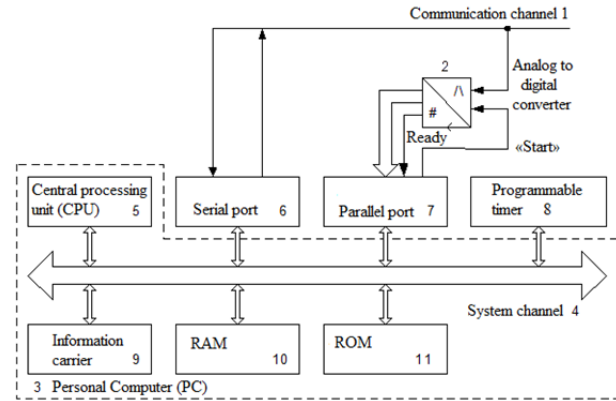 Communication channel 1
2
/\
#
Analog to
digital
converter
Ready
«Start»
Central processing
unit (CPU) 5
Serial port 6
Parallel port 7
Programmable
timer 8
System channel 4
Information
carrier 9
RAM 10
ROM 11
3 Personal Computer (PC)